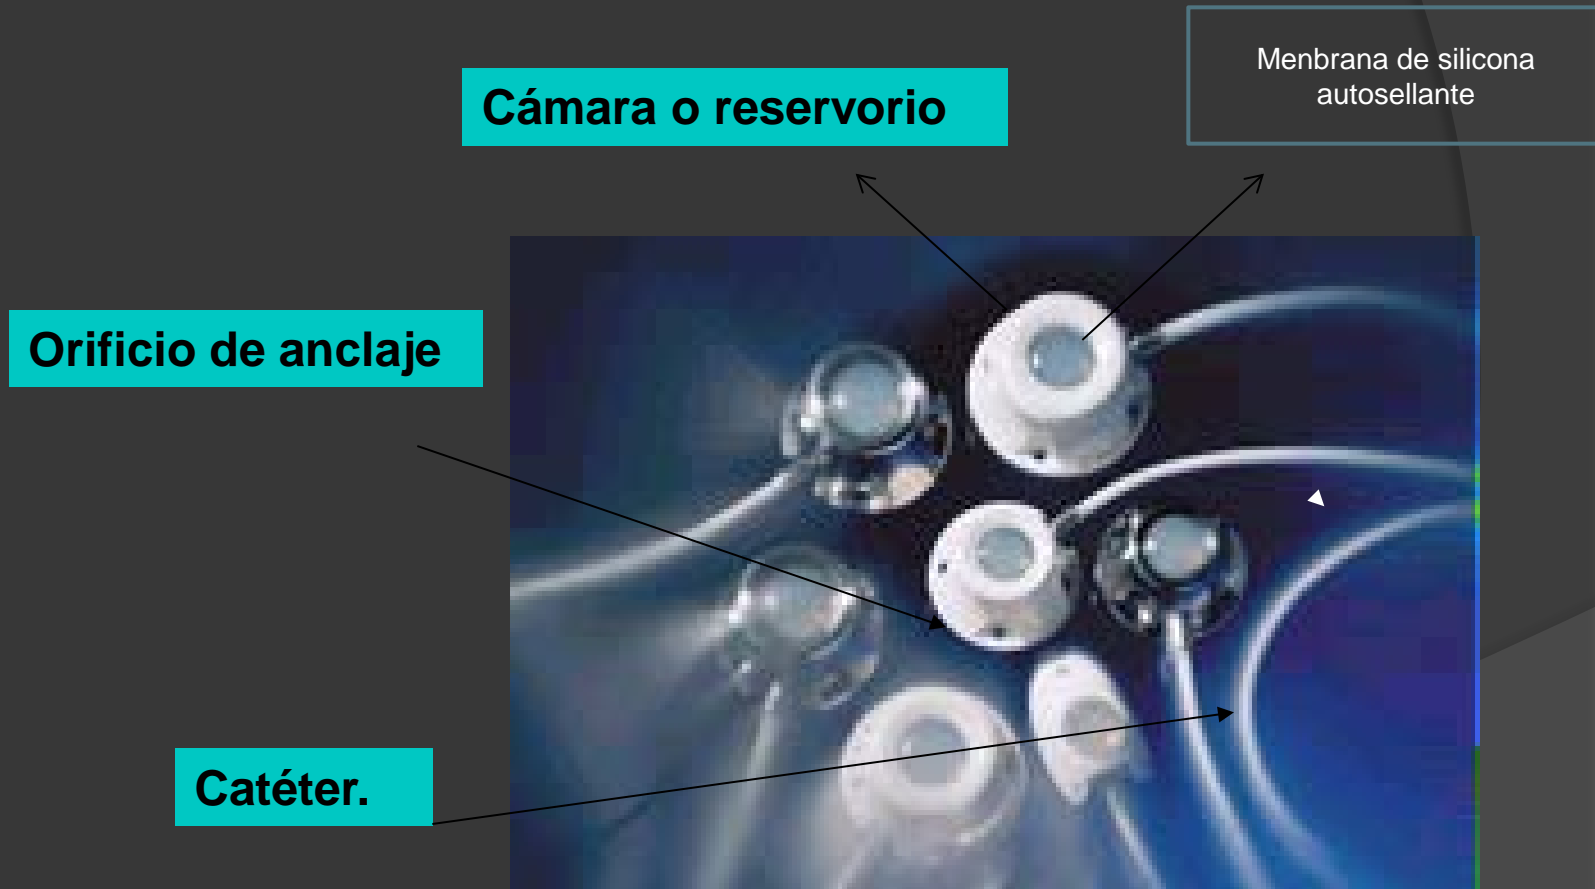 Menbrana de silicona
autosellante
Cámara o reservorio
Orificio de anclaje
Catéter.